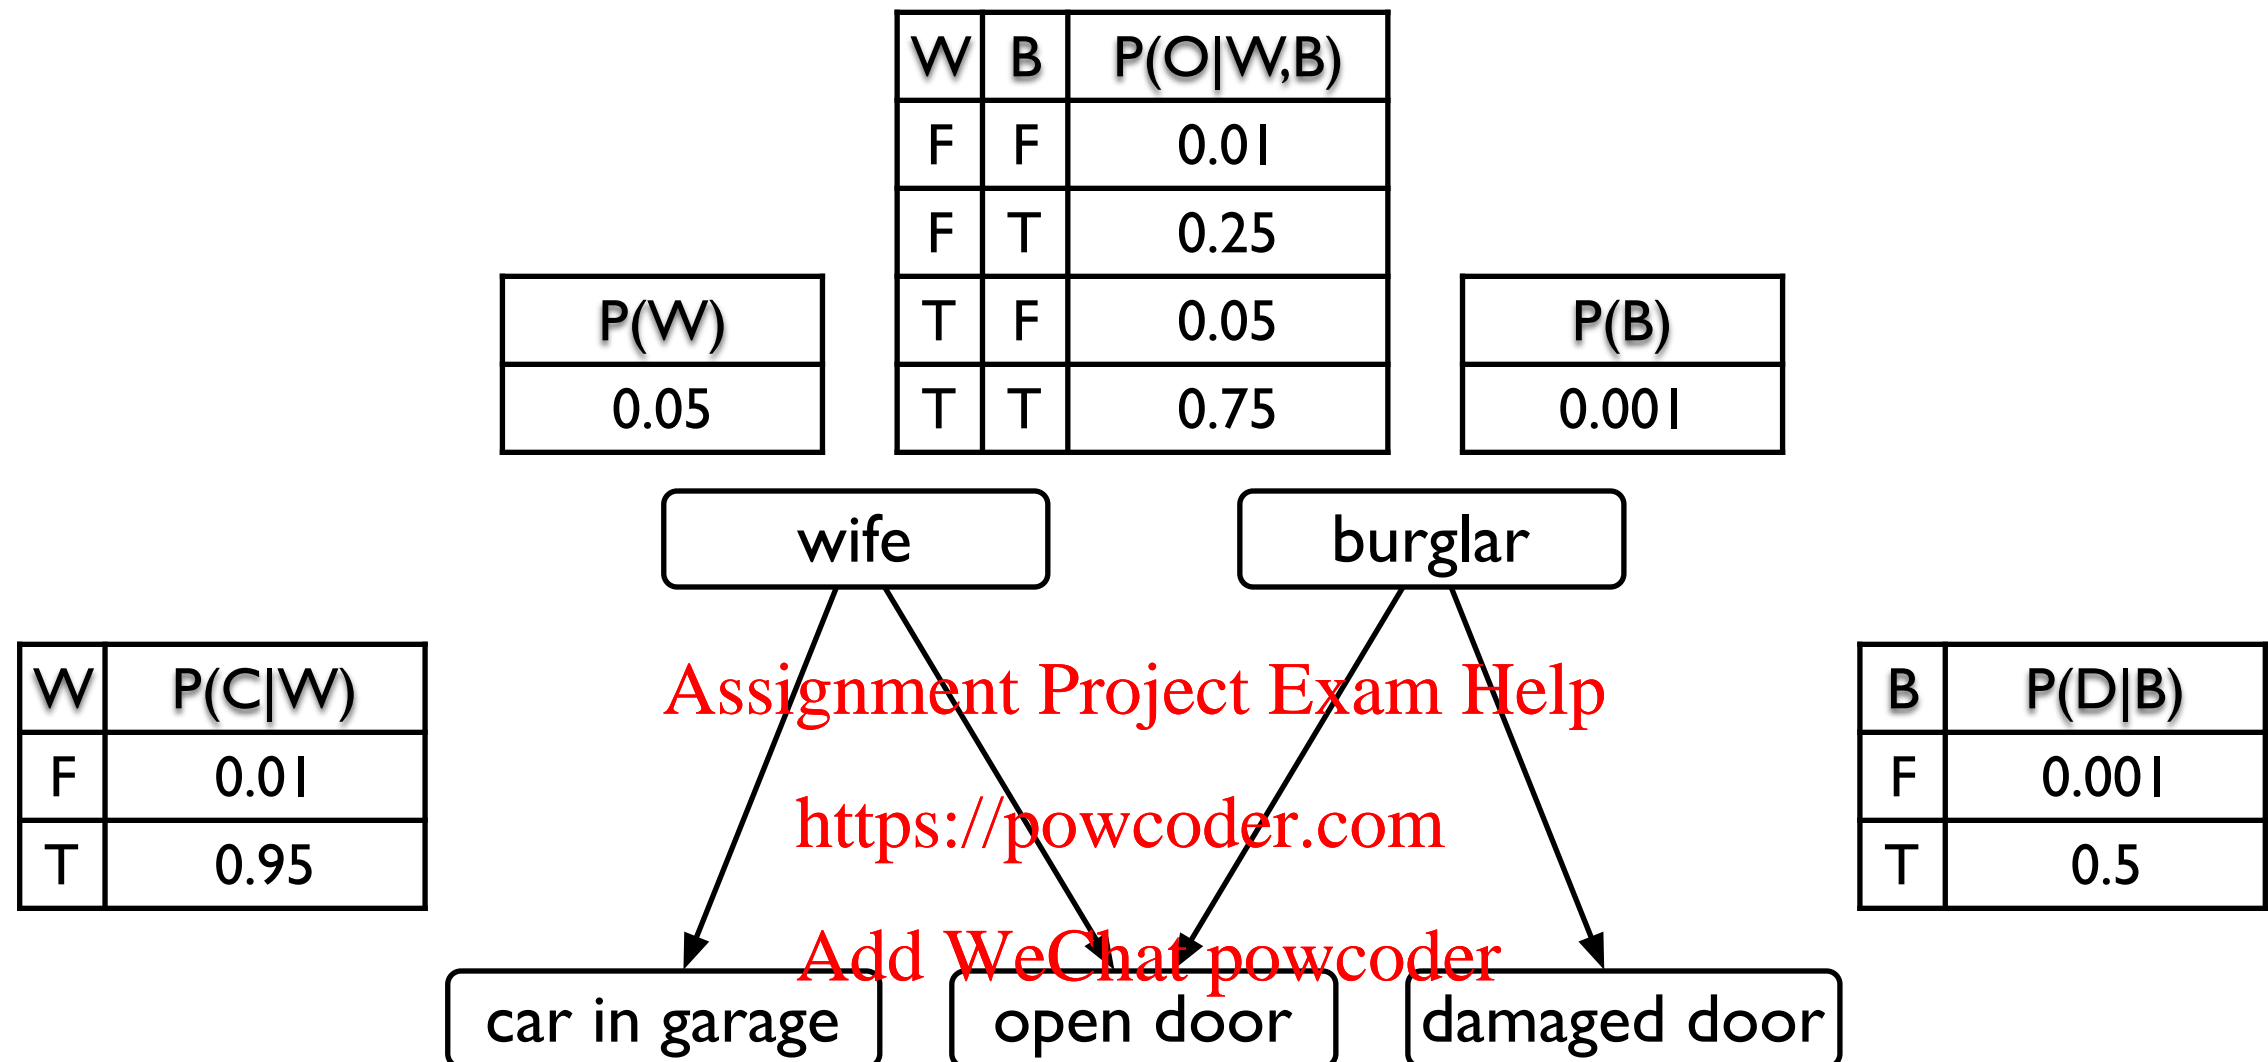 W B P(O|W,B)
F F 0.01
F T 0.25
T F 0.05
T T 0.75
P(W)
0.05
P(B)
0.001
wife
burglar
W P(C|W)
F 0.01
T 0.95
B P(D|B)
F 0.001
T 0.5
Assignment Project Exam Help
https://powcoder.com
Add WeChat powcoder
car in garage
open door
damaged door